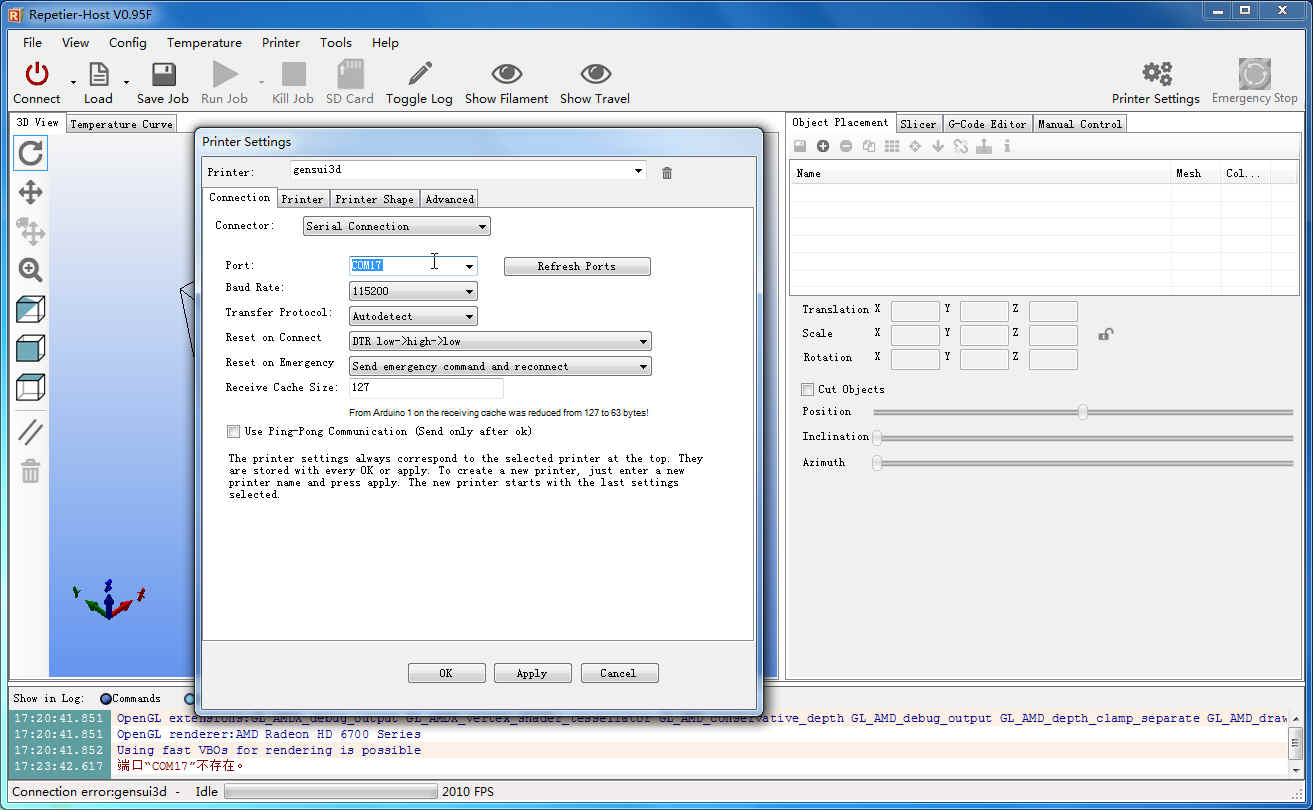 Repetier-Host V0.95F
File View Config Temperature Printer Tools Help
Connect Load Save Job Run Job Kill Job SD Card Toggle Log Show Filament Show Travel Printer Settings Emergency Stop
3D View Temperature Curve
Object Placement Slicer G-Code Editor Manual Control
Printer Settings
Printer: gensui3d
Connection Printer Printer Shape Advanced
Connector: Serial Connection
Port: COM17 Refresh Ports
Baud Rate: 115200
Transfer Protocol: Autodetect
Reset on Connect DTR low->high->low
Reset on Emergency Send emergency command and reconnect
Receive Cache Size: 127
From Arduino 1 on the receiving cache was reduced from 127 to 63 bytes!
Use Ping-Pong Communication (Send only after ok)
The printer settings always correspond to the selected printer at the top. They
are stored with every OK or apply. To create a new printer, just enter a new
printer name and press apply. The new printer starts with the last settings
selected.
OK Apply Cancel
Name Mesh Col...
Translation X Y Z
Scale X Y Z
Rotation X Y Z
Cut Objects
Position
Inclination
Azimuth
Y Z X
Show in Log: Commands
17:20:41.851 OpenGL extensions:GL_AMDX_debug_output GL_AMDX_vertex_shader_tessellator GL_AMD_conservative_depth GL_AMD_debug_output GL_AMD_depth_clamp_separate GL_AMD_draw
17:20:41.851 OpenGL renderer:AMD Radeon HD 6700 Series
17:20:41.852 Using fast VBOs for rendering is possible
17:23:42.617 端口“COM17”不存在。
Connection error:gensui3d - Idle 2010 FPS